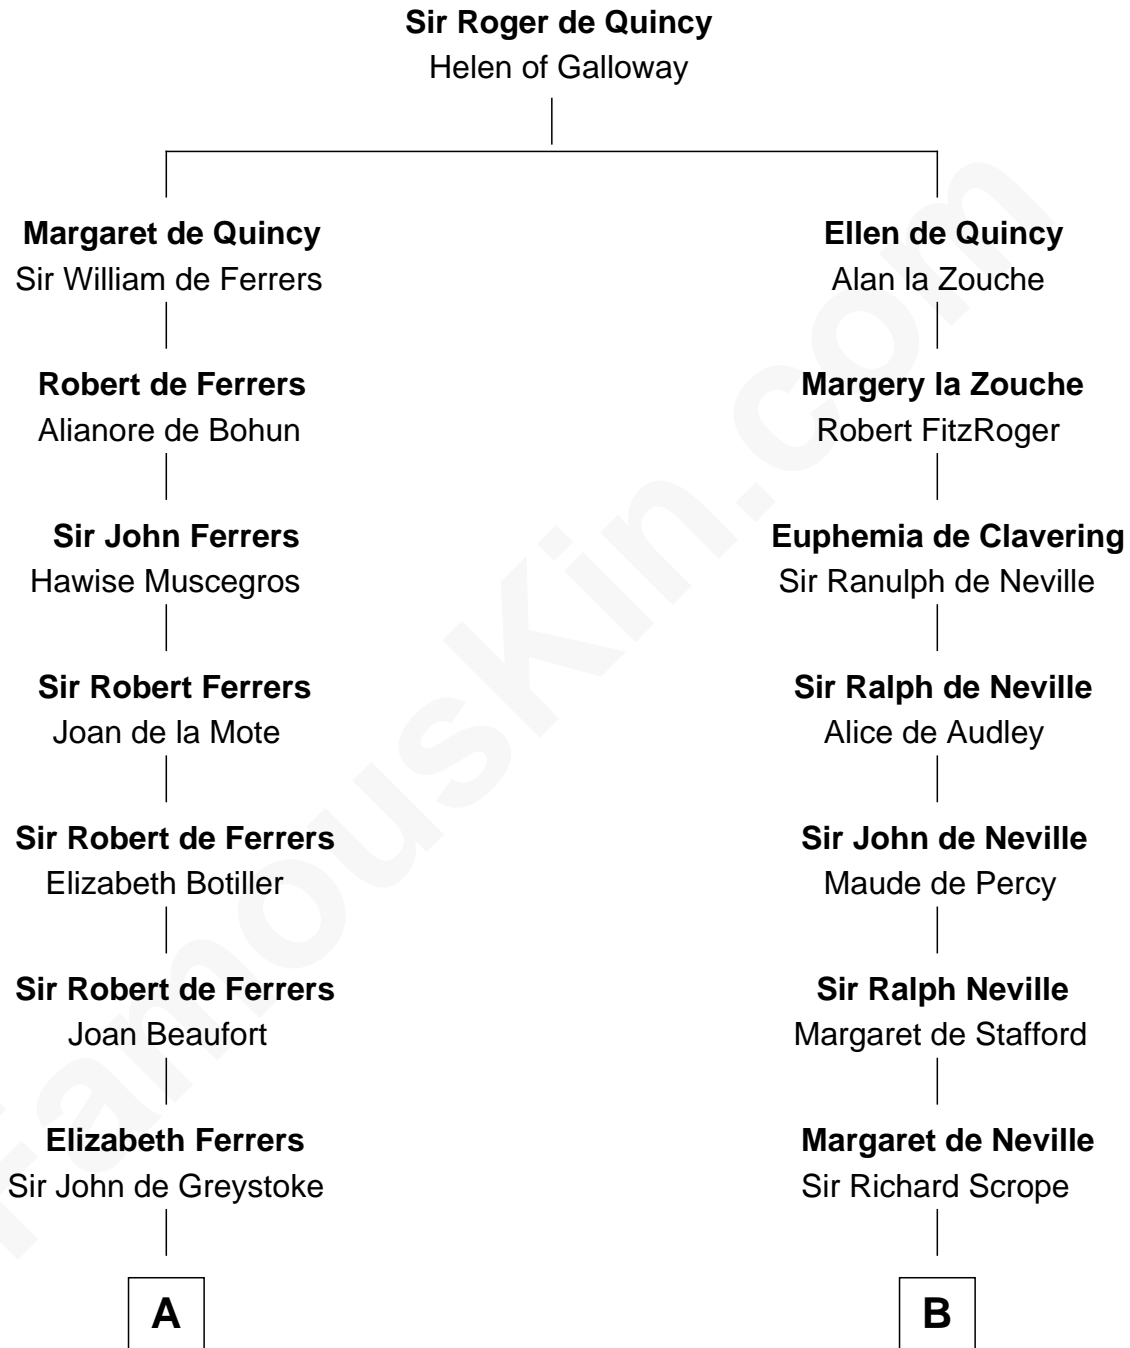 Sir Roger de Quincy
Helen of Galloway
Margaret de Quincy
Sir William de Ferrers
Ellen de Quincy
Alan la Zouche
Robert de Ferrers
Alianore de Bohun
Margery la Zouche
Robert FitzRoger
Sir John Ferrers
Hawise Muscegros
Euphemia de Clavering
Sir Ranulph de Neville
Sir Robert Ferrers
Joan de la Mote
Sir Ralph de Neville
Alice de Audley
Sir Robert de Ferrers
Elizabeth Botiller
Sir John de Neville
Maude de Percy
Sir Robert de Ferrers
Joan Beaufort
Sir Ralph Neville
Margaret de Stafford
Elizabeth Ferrers
Sir John de Greystoke
Margaret de Neville
Sir Richard Scrope
A
B
FamousKin.com